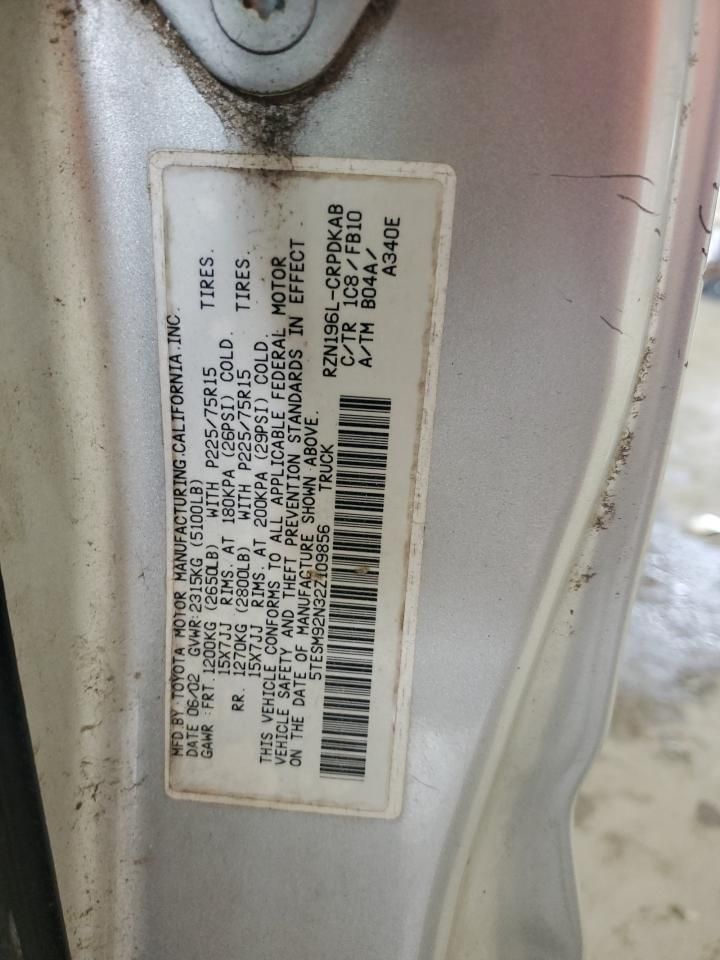 MFD.BY:TOYOTA MOTOR MANUFACTURING.CALIFORNIA.INC.
DATE 06/02 GVWR:2315KG (5100LB)
GAWR:FRT.1200KG (2650LB) WITH P225/75R15 TIRES.
15X7JJ RIMS. AT 180KPA (26PSI) COLD.
RR. 1270KG (2800LB) WITH P225/75R15 TIRES.
15X7JJ RIMS. AT 200KPA (29PSI) COLD.
THIS VEHICLE CONFORMS TO ALL APPLICABLE FEDERAL MOTOR
VEHICLE SAFETY AND THEFT PREVENTION STANDARDS IN EFFECT
ON THE DATE OF MANUFACTURE SHOWN ABOVE.
5TESM92N32Z109856 TRUCK
RZN196L-CRPDKAB
C/TR 1C8/FB10
A/TM B04A/
A340E